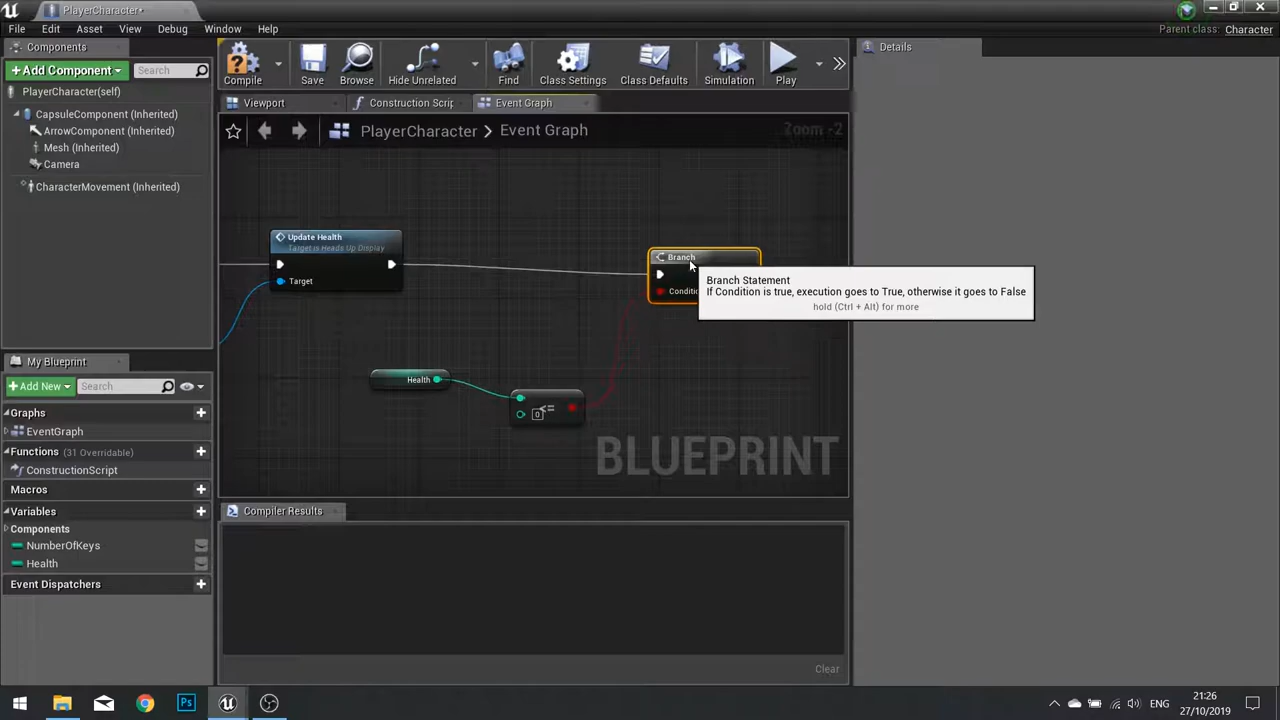 PlayerCharacter*
File Edit Asset View Debug Window Help
Parent class: Character
Components
Details
+ Add Component
Search
Compile
Save
Browse
Hide Unrelated
Find
Class Settings
Class Defaults
Simulation
Play
PlayerCharacter(self)
Viewport
Construction Scrip
Event Graph
CapsuleComponent (Inherited)
ArrowComponent (Inherited)
Mesh (Inherited)
Camera
CharacterMovement (Inherited)
PlayerCharacter > Event Graph
Zoom -2
Update Health
Target is Heads Up Display
Target
Branch
Conditio
Branch Statement
If Condition is true, execution goes to True, otherwise it goes to False
hold (Ctrl + Alt) for more
Health
<=
0
BLUEPRINT
My Blueprint
+ Add New
Search
Graphs
EventGraph
Functions (31 Overridable)
ConstructionScript
Macros
Variables
Components
NumberOfKeys
Health
Event Dispatchers
Compiler Results
Clear
Ps
ENG
21:26
27/10/2019